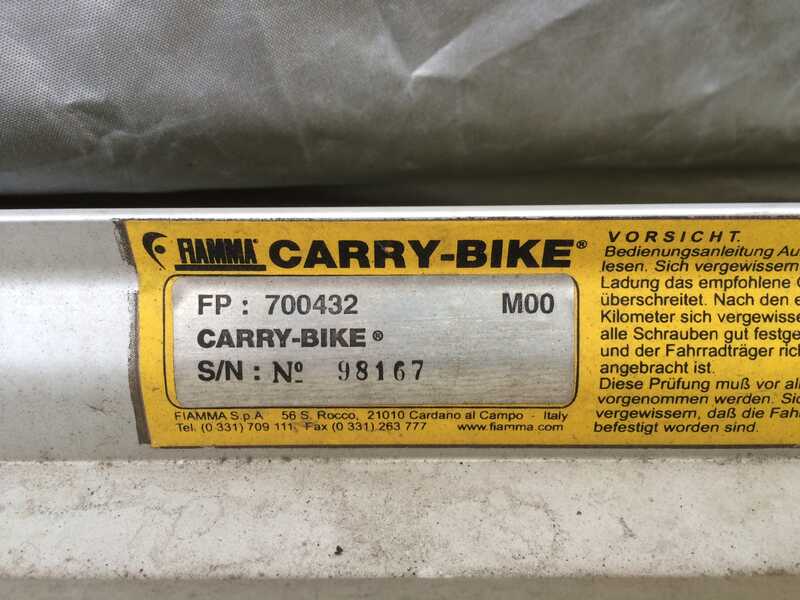 FIAMMA® CARRY-BIKE®
FP : 700432 M00
CARRY-BIKE®
S/N : Nº 98167
FIAMMA S.p.A 56 S. Rocco, 21010 Cardano al Campo - Italy
Tel. (0 331) 709 111, Fax (0 331) 263 777 www.fiamma.com
VORSICHT.
Bedienungsanleitung
lesen. Sich vergewissern
Ladung das empfohlene
überschreitet. Nach den
Kilometer sich vergewiss
alle Schrauben gut festge
und der Fahrradträger rich
angebracht ist.
Diese Prüfung muß vor al
vorgenommen werden. Sic
vergewissern, daß die Fah
befestigt worden sind.